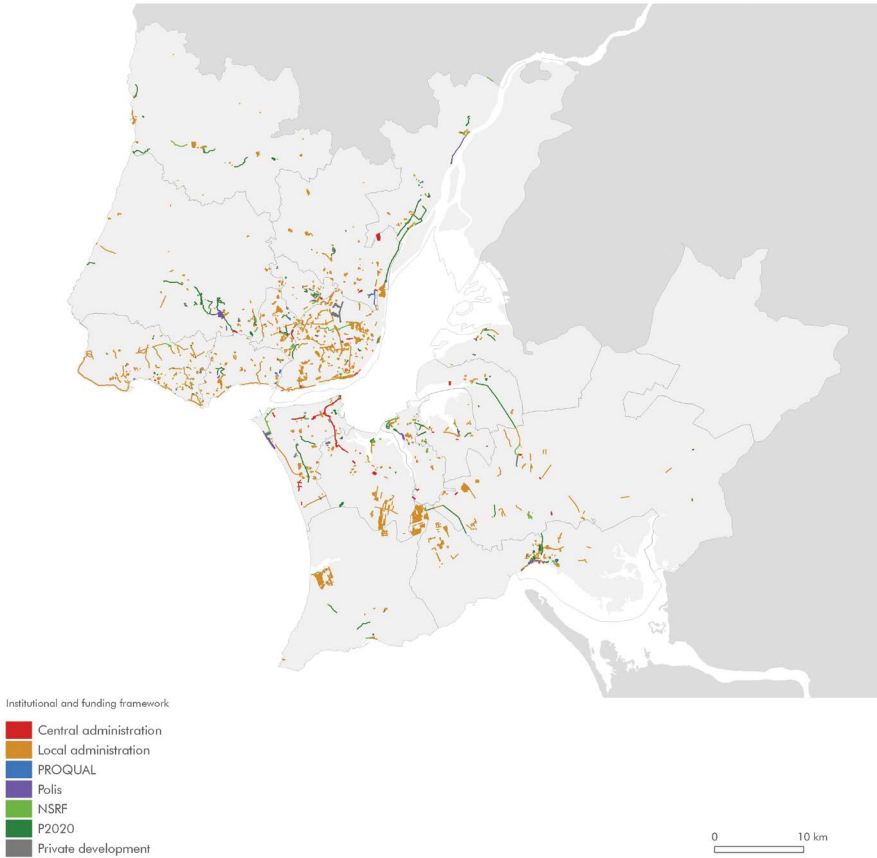 Institutional and funding framework
Central administration
Local administration
PROQUAL
Polis
NSRF
P2020
Private development
0 10 km